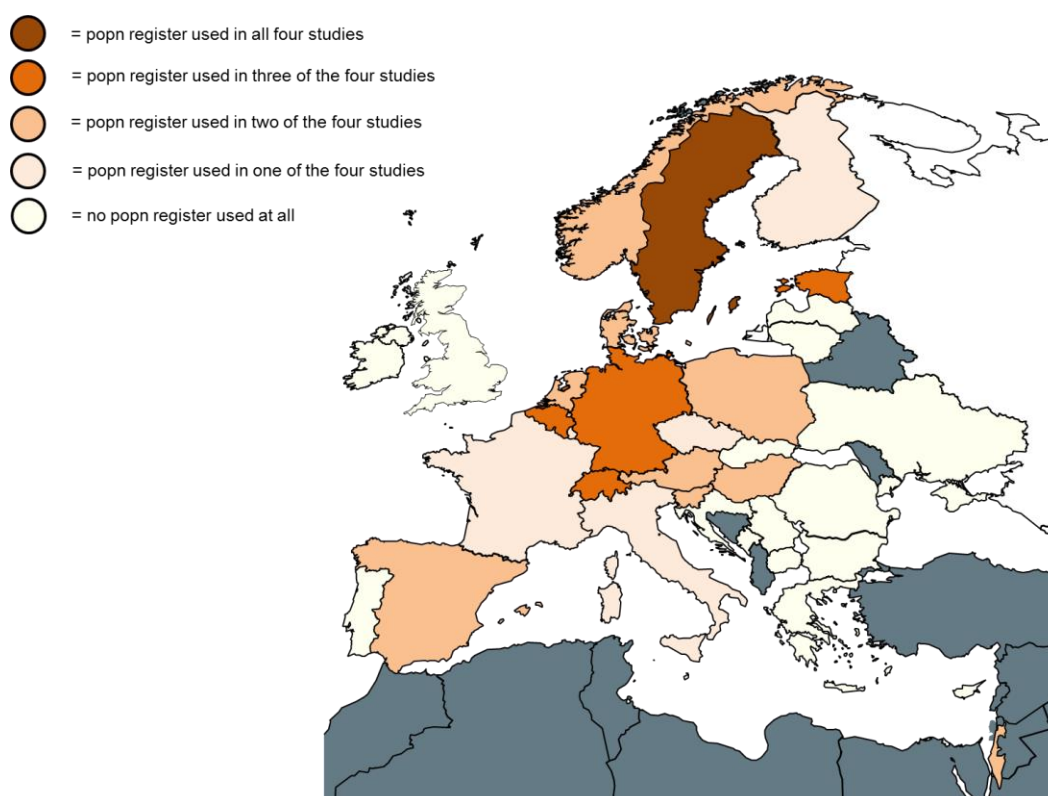 = popn register used in all four studies
= popn register used in three of the four studies
= popn register used in two of the four studies
= popn register used in one of the four studies
= no popn register used at all